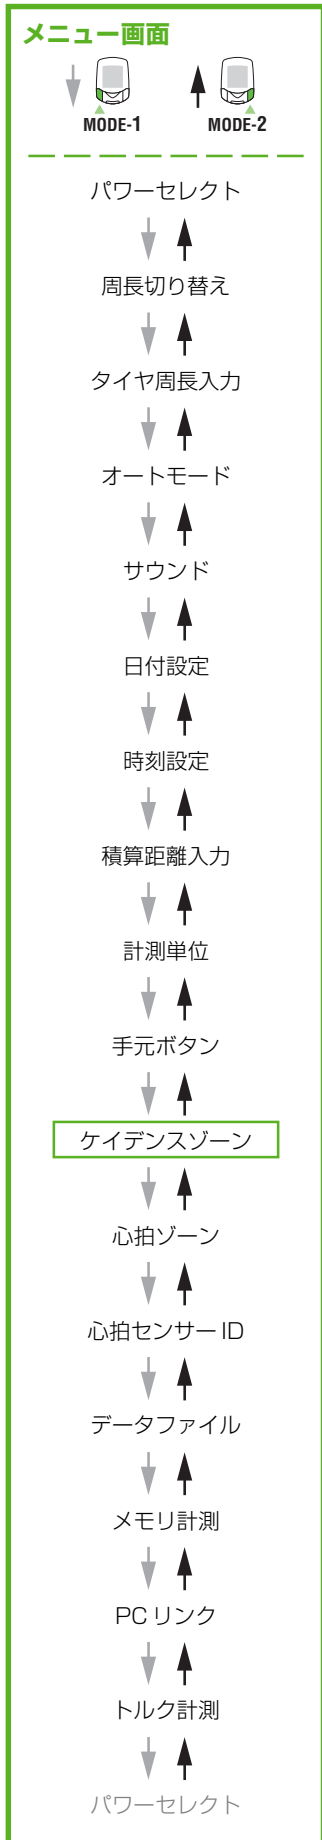 メニュー画面
MODE-1 MODE-2
パワーセレクト
周長切り替え
タイヤ周長入力
オートモード
サウンド
日付設定
時刻設定
積算距離入力
計測単位
手元ボタン
ケイデンスゾーン
心拍ゾーン
心拍センサー ID
データファイル
メモリ計測
PC リンク
トルク計測
パワーセレクト